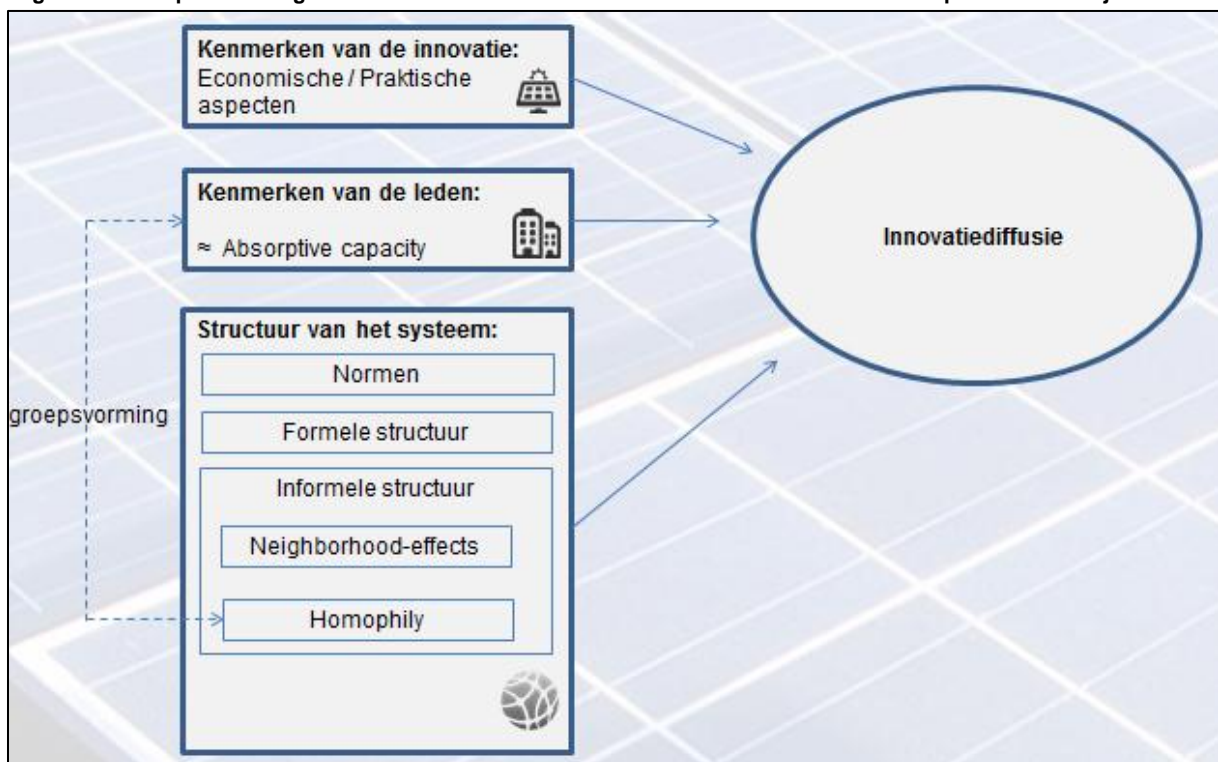 Kenmerken van de innovatie:
Economische / Praktische
aspecten
Kenmerken van de leden:
≈ Absorptive capacity
Innovatiediffusie
Structuur van het systeem:
Normen
groepsvorming
Formele structuur
Informele structuur
Neighborhood-effects
Homophily